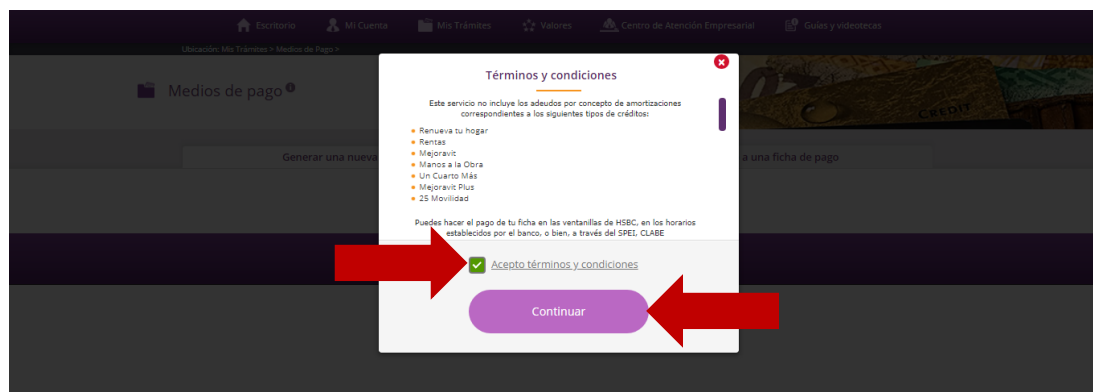 Escritorio Mi Cuenta Mis Trámites Valores Centro de Atención Empresarial Guías y videotecas
Ubicación: Mis Trámites > Medios de Pago >
Medios de pago
Términos y condiciones
Este servicio no incluye los adeudos por concepto de amortizaciones
correspondientes a los siguientes tipos de créditos:
Renueva tu hogar
Rentas
Mejoravit
Manos a la Obra
Un Cuarto Más
Mejoravit Plus
25 Movilidad
Puedes hacer el pago de tu ficha en las ventanillas de HSBC, en los horarios
establecidos por el banco, o bien, a través del SPEI, CLABE
Acepto términos y condiciones
Continuar
Generar una nueva
a una ficha de pago
CREDIT